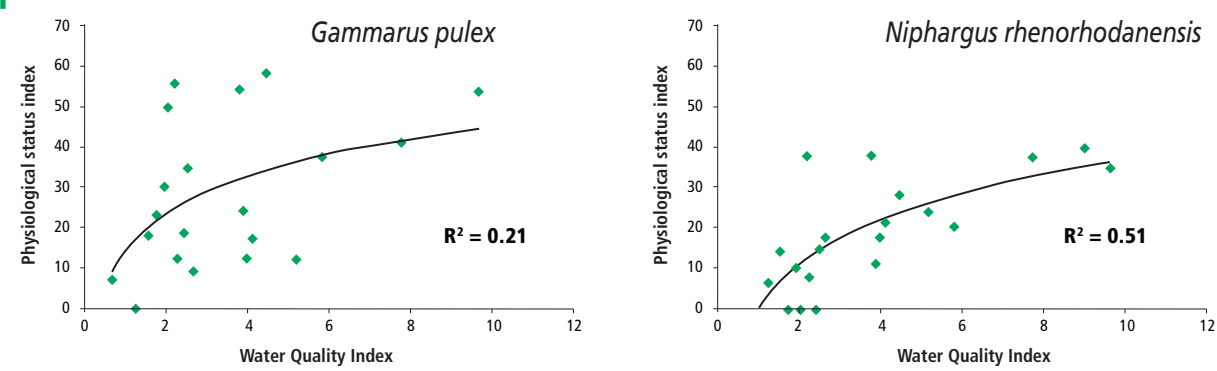 Gammarus pulex
Physiological status index
70
60
50
40
30
20
10
0
R² = 0.21
0 2 4 6 8 10 12
Water Quality Index
Niphargus rhenorhodanensis
Physiological status index
70
60
50
40
30
20
10
0
R² = 0.51
0 2 4 6 8 10 12
Water Quality Index